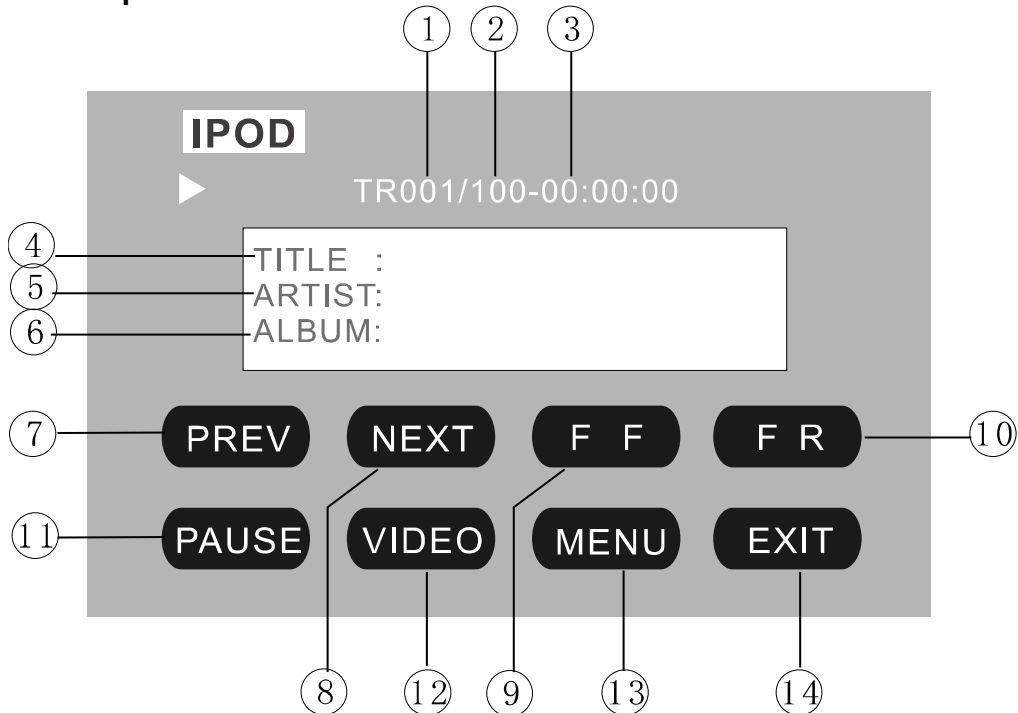 ① ② ③
IPOD
TR001/100-00:00:00
④ TITLE :
⑤ ARTIST:
⑥ ALBUM:
⑦ PREV NEXT F F F R ⑩
⑪ PAUSE VIDEO MENU EXIT
⑧ ⑫ ⑨ ⑬ ⑭